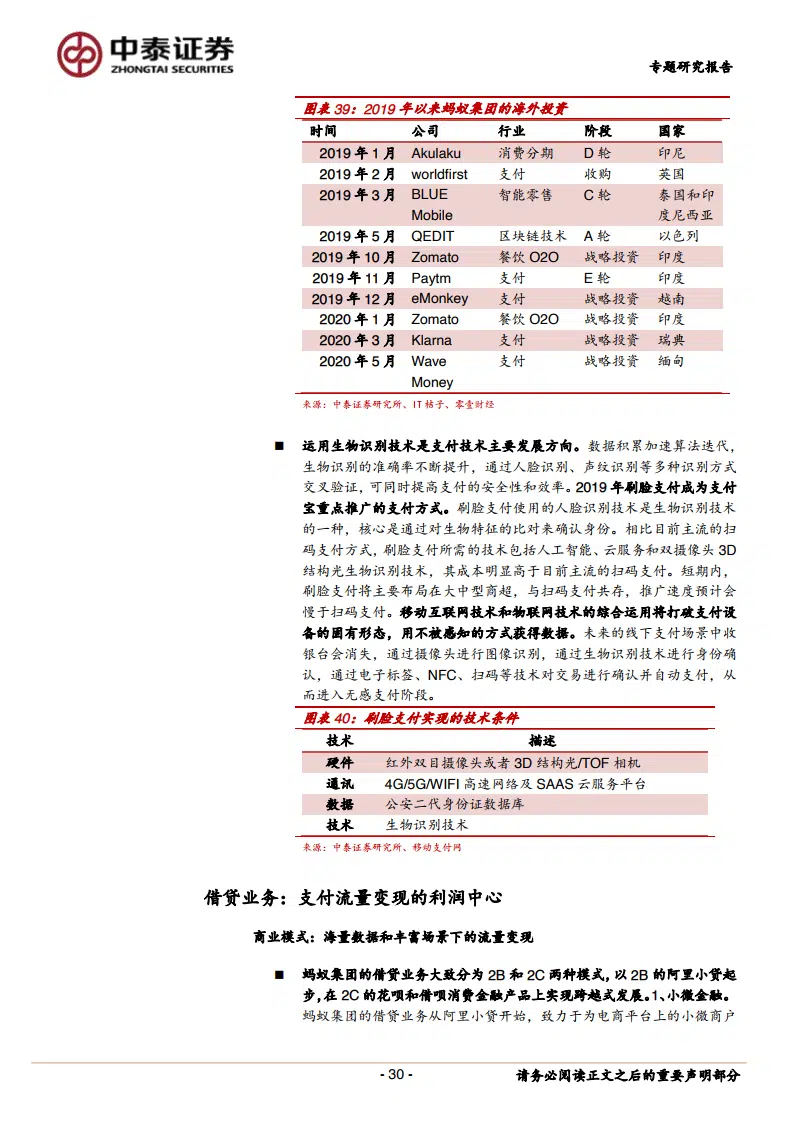 中泰证券
ZHONGTAI SECURITIES
专题研究报告
图表 39：2019 年以来蚂蚁集团的海外投资
时间 公司 行业 阶段 国家
2019 年 1 月 Akulaku 消费分期 D 轮 印尼
2019 年 2 月 worldfirst 支付 收购 英国
2019 年 3 月 BLUE 智能零售 C 轮 泰国和印
Mobile 度尼西亚
2019 年 5 月 QEDIT 区块链技术 A 轮 以色列
2019 年 10 月 Zomato 餐饮 O2O 战略投资 印度
2019 年 11 月 Paytm 支付 E 轮 印度
2019 年 12 月 eMonkey 支付 战略投资 越南
2020 年 1 月 Zomato 餐饮 O2O 战略投资 印度
2020 年 3 月 Klarna 支付 战略投资 瑞典
2020 年 5 月 Wave 支付 战略投资 缅甸
Money
来源：中泰证券研究所、IT 桔子、零壹财经
■ 运用生物识别技术是支付技术主要发展方向。数据积累加速算法迭代，
生物识别的准确率不断提升，通过人脸识别、声纹识别等多种识别方式
交叉验证，可同时提高支付的安全性和效率。2019 年刷脸支付成为支付
宝重点推广的支付方式。刷脸支付使用的人脸识别技术是生物识别技术
的一种，核心是通过对生物特征的比对来确认身份。相比目前主流的扫
码支付方式，刷脸支付所需的技术包括人工智能、云服务和双摄像头 3D
结构光生物识别技术，其成本明显高于目前主流的扫码支付。短期内，
刷脸支付将主要布局在大中型商超，与扫码支付共存，推广速度预计会
慢于扫码支付。移动互联网技术和物联网技术的综合运用将打破支付设
备的固有形态，用不被感知的方式获得数据。未来的线下支付场景中收
银台会消失，通过摄像头进行图像识别，通过生物识别技术进行身份确
认，通过电子标签、NFC、扫码等技术对交易进行确认并自动支付，从
而进入无感支付阶段。
图表 40：刷脸支付实现的技术条件
技术 描述
硬件 红外双目摄像头或者 3D 结构光/TOF 相机
通讯 4G/5G/WIFI 高速网络及 SAAS 云服务平台
数据 公安二代身份证数据库
技术 生物识别技术
来源：中泰证券研究所、移动支付网
借贷业务：支付流量变现的利润中心
商业模式：海量数据和丰富场景下的流量变现
■ 蚂蚁集团的借贷业务大致分为 2B 和 2C 两种模式，以 2B 的阿里小贷起
步，在 2C 的花呗和借呗消费金融产品上实现跨越式发展。1、小微金融。
蚂蚁集团的借贷业务从阿里小贷开始，致力于为电商平台上的小微商户
- 30 -
请务必阅读正文之后的重要声明部分